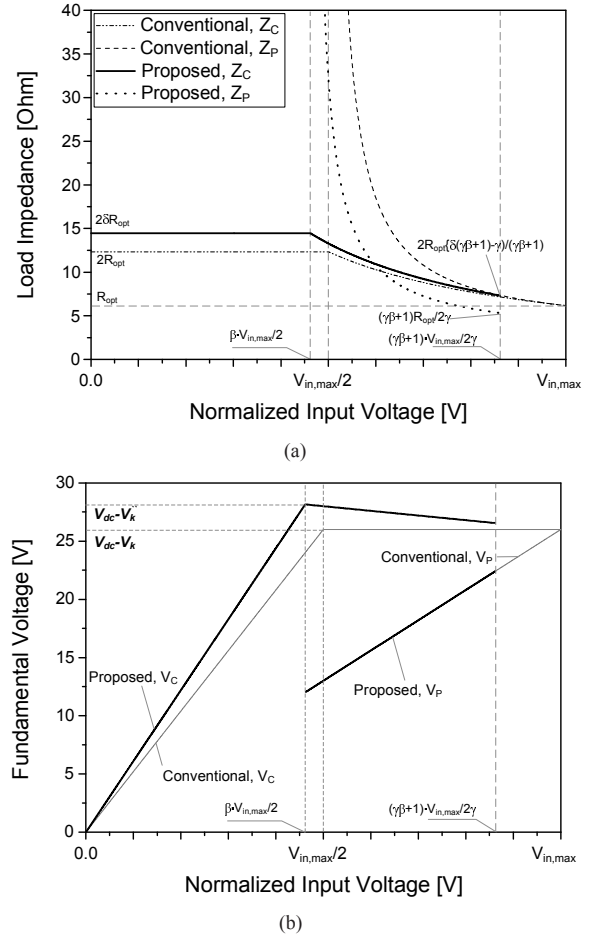 40
35
30
25
20
15
10
5
0
Load Impedance [Ohm]
Conventional, Z_C
Conventional, Z_P
Proposed, Z_C
Proposed, Z_P
2δR_opt
2R_opt
R_opt
2R_opt{δ(γβ+1)-γ}/(γβ+1)
(γβ+1)R_opt/2γ
β·V_in,max/2
(γβ+1)·V_in,max/2γ
0.0
V_in,max/2
V_in,max
Normalized Input Voltage [V]
(a)
30
25
20
15
10
5
0
Fundamental Voltage [V]
V_dc-V_k
V_dc-V_k
Conventional, V_P
Proposed, V_C
Proposed, V_P
Conventional, V_C
β·V_in,max/2
(γβ+1)·V_in,max/2γ
0.0
V_in,max/2
V_in,max
Normalized Input Voltage [V]
(b)